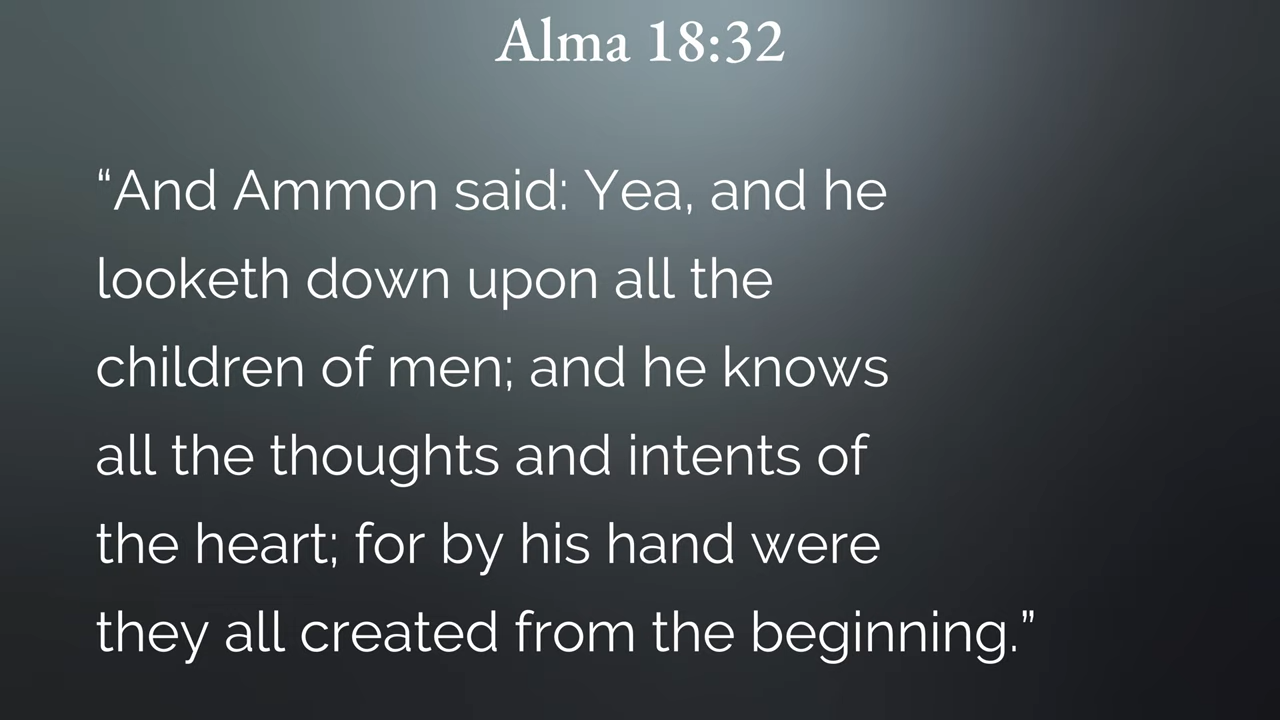 Alma 18:32
“And Ammon said: Yea, and he
looketh down upon all the
children of men; and he knows
all the thoughts and intents of
the heart; for by his hand were
they all created from the beginning.”